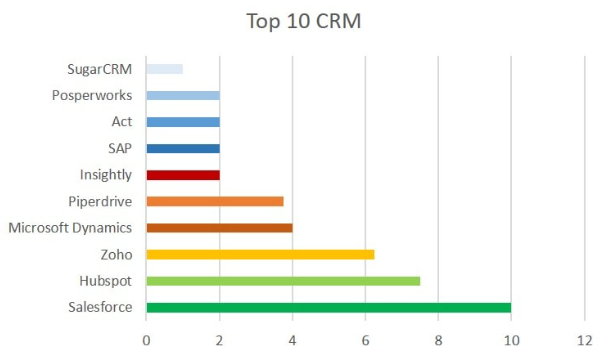 Top 10 CRM
SugarCRM
Posperworks
Act
SAP
Insightly
Piperdrive
Microsoft Dynamics
Zoho
Hubspot
Salesforce
0 2 4 6 8 10 12